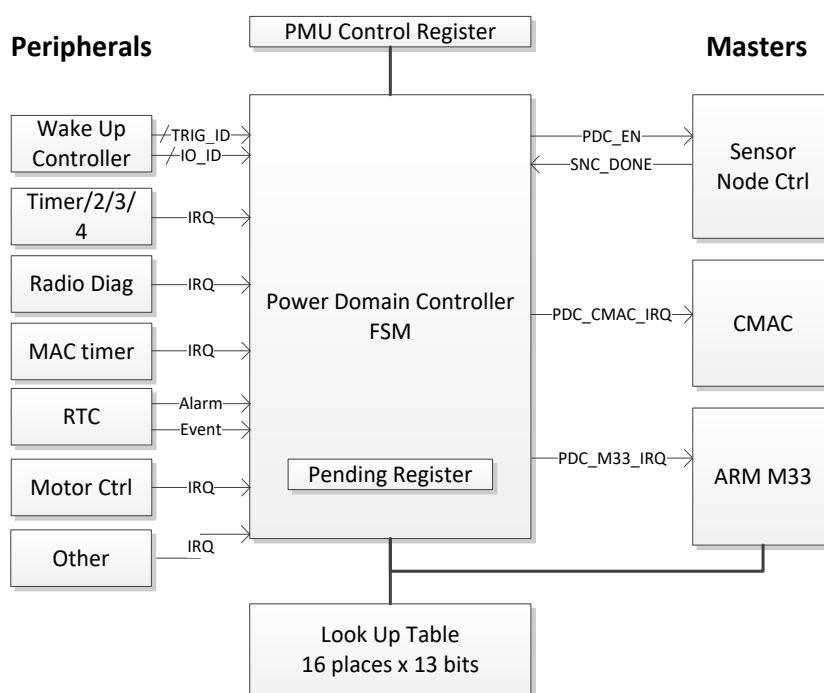 PMU Control Register
Peripherals
Masters
Wake Up
Controller
TRIG_ID
IO_ID
Timer/2/3/
4
IRQ
Radio Diag
IRQ
MAC timer
IRQ
RTC
Alarm
Event
Motor Ctrl
IRQ
Other
IRQ
Power Domain Controller
FSM
Pending Register
PDC_EN
SNC_DONE
Sensor
Node Ctrl
PDC_CMAC_IRQ
CMAC
PDC_M33_IRQ
ARM M33
Look Up Table
16 places x 13 bits